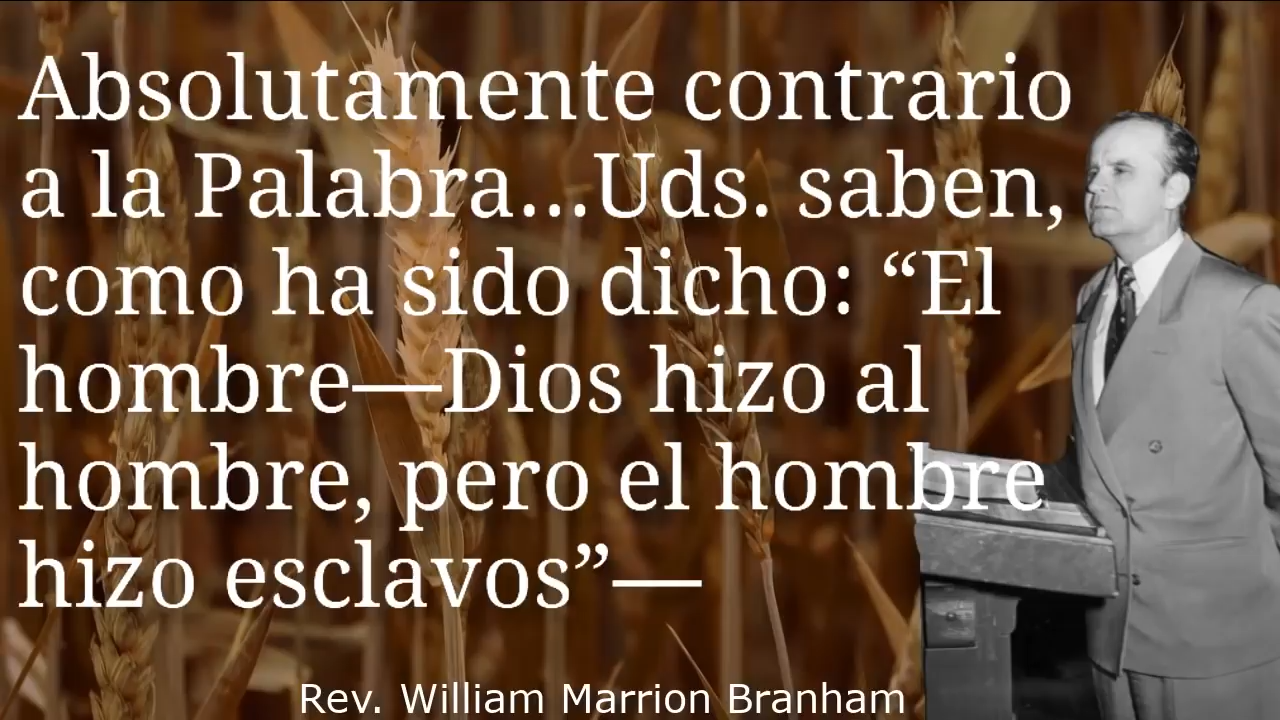 Absolutamente contrario
a la Palabra...Uds. saben,
como ha sido dicho: “El
hombre—Dios hizo al
hombre, pero el hombre
hizo esclavos”—
Rev. William Marrion Branham